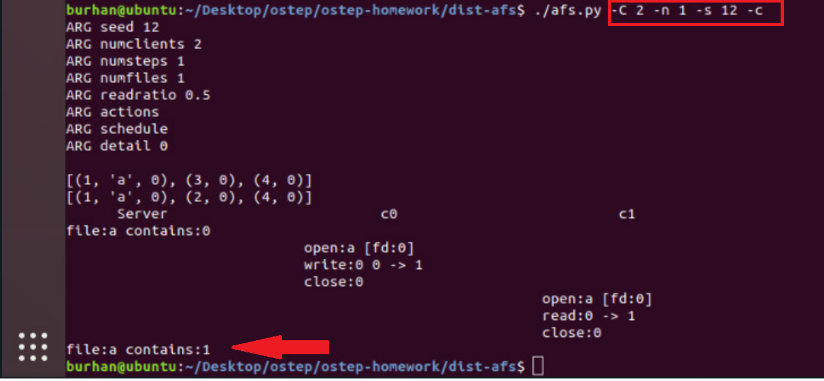 burhan@ubuntu:~/Desktop/ostep/ostep-homework/dist-afs$ ./afs.py -C 2 -n 1 -s 12 -c
ARG seed 12
ARG numclients 2
ARG numsteps 1
ARG numfiles 1
ARG readratio 0.5
ARG actions
ARG schedule
ARG detail 0
[(1, 'a', 0), (3, 0), (4, 0)]
[(1, 'a', 0), (2, 0), (4, 0)]
Server c0 c1
file:a contains:0
open:a [fd:0]
write:0 0 -> 1
close:0
open:a [fd:0]
read:0 -> 1
close:0
file:a contains:1
burhan@ubuntu:~/Desktop/ostep/ostep-homework/dist-afs$